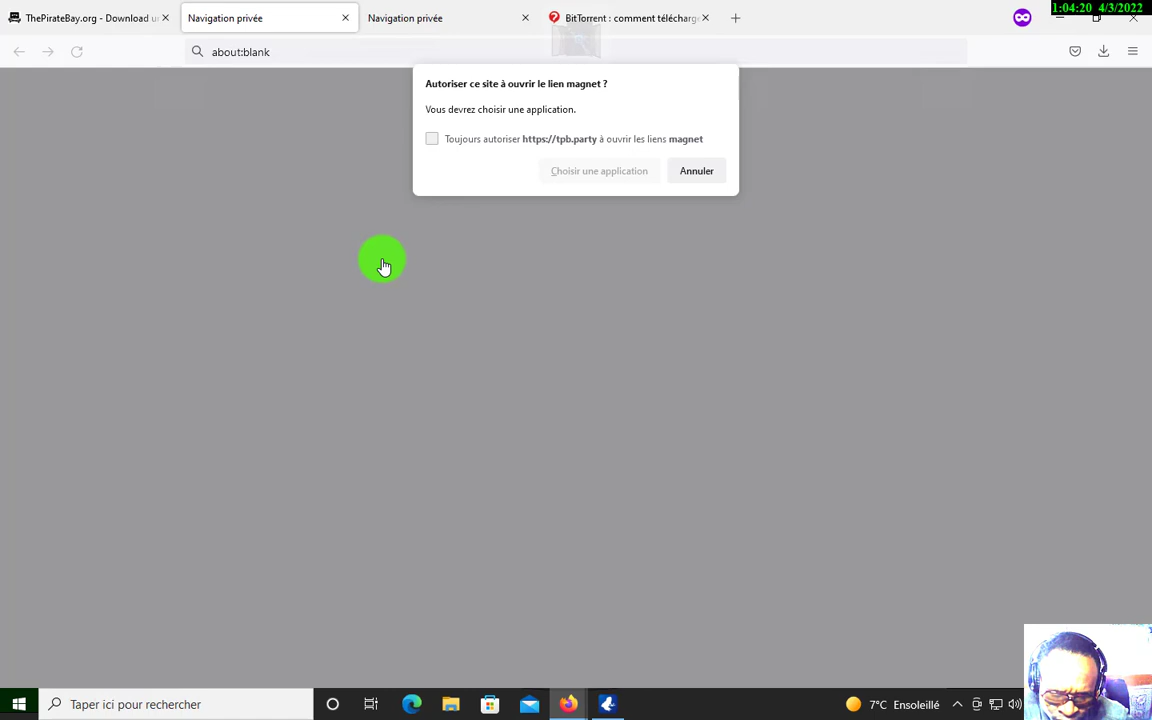 ThePirateBay.org - Download u
Navigation privée
Navigation privée
BitTorrent : comment télécharge
1:04:20 4/3/2022
about:blank
Autoriser ce site à ouvrir le lien magnet ?
Vous devrez choisir une application.
Toujours autoriser https://tpb.party à ouvrir les liens magnet
Choisir une application
Annuler
Taper ici pour rechercher
7°C Ensoleillé